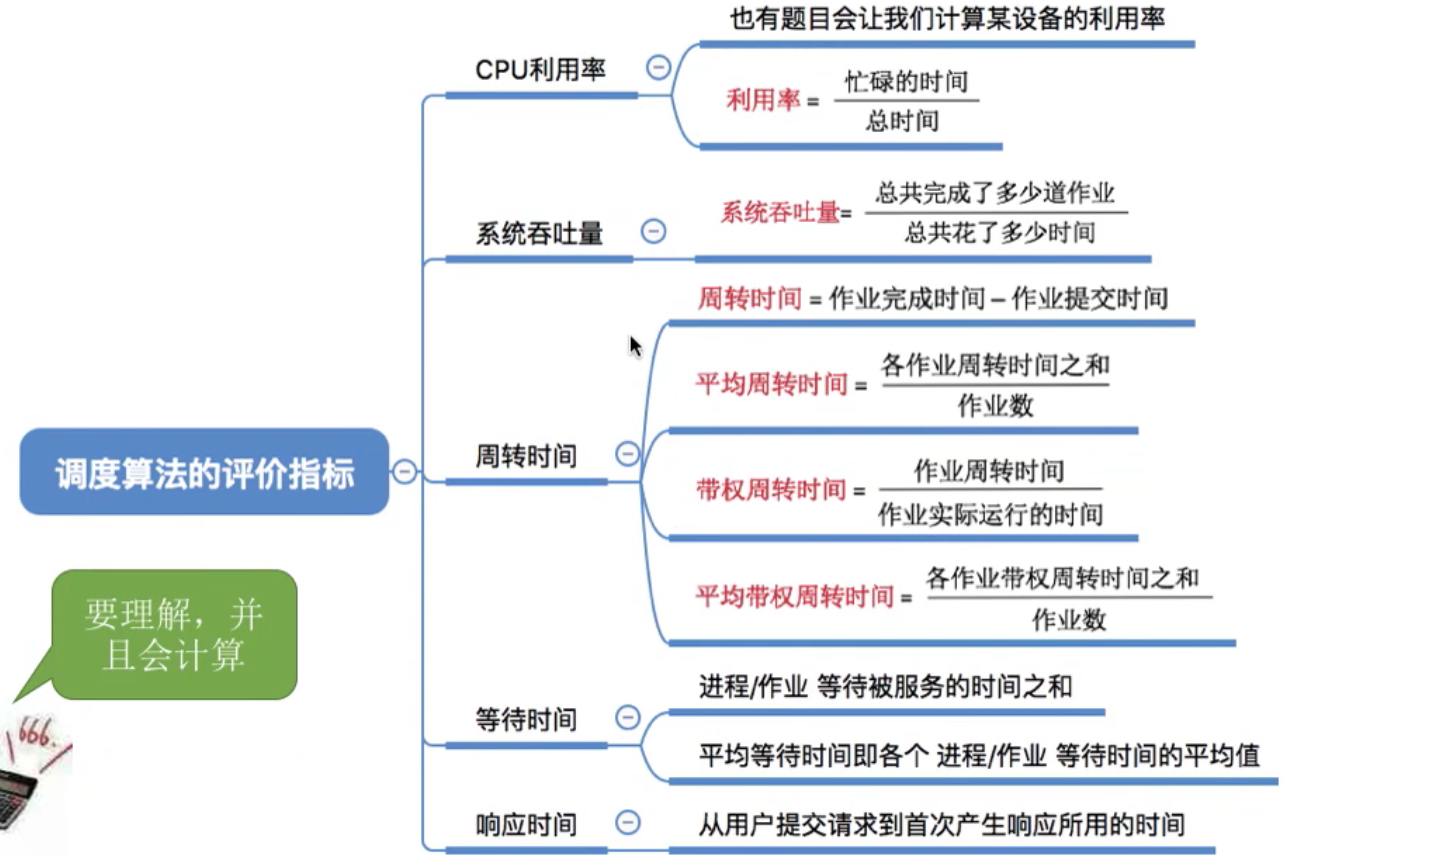 也有题目会让我们计算某设备的利用率
CPU利用率
利用率 = 忙碌的时间
总时间
系统吞吐量
系统吞吐量= 总共完成了多少道作业
总共花了多少时间
周转时间
周转时间 = 作业完成时间 – 作业提交时间
平均周转时间 = 各作业周转时间之和
作业数
带权周转时间 = 作业周转时间
作业实际运行的时间
平均带权周转时间 = 各作业带权周转时间之和
作业数
调度算法的评价指标
要理解，并
且会计算
666.
等待时间
进程/作业 等待被服务的时间之和
平均等待时间即各个 进程/作业 等待时间的平均值
响应时间
从用户提交请求到首次产生响应所用的时间